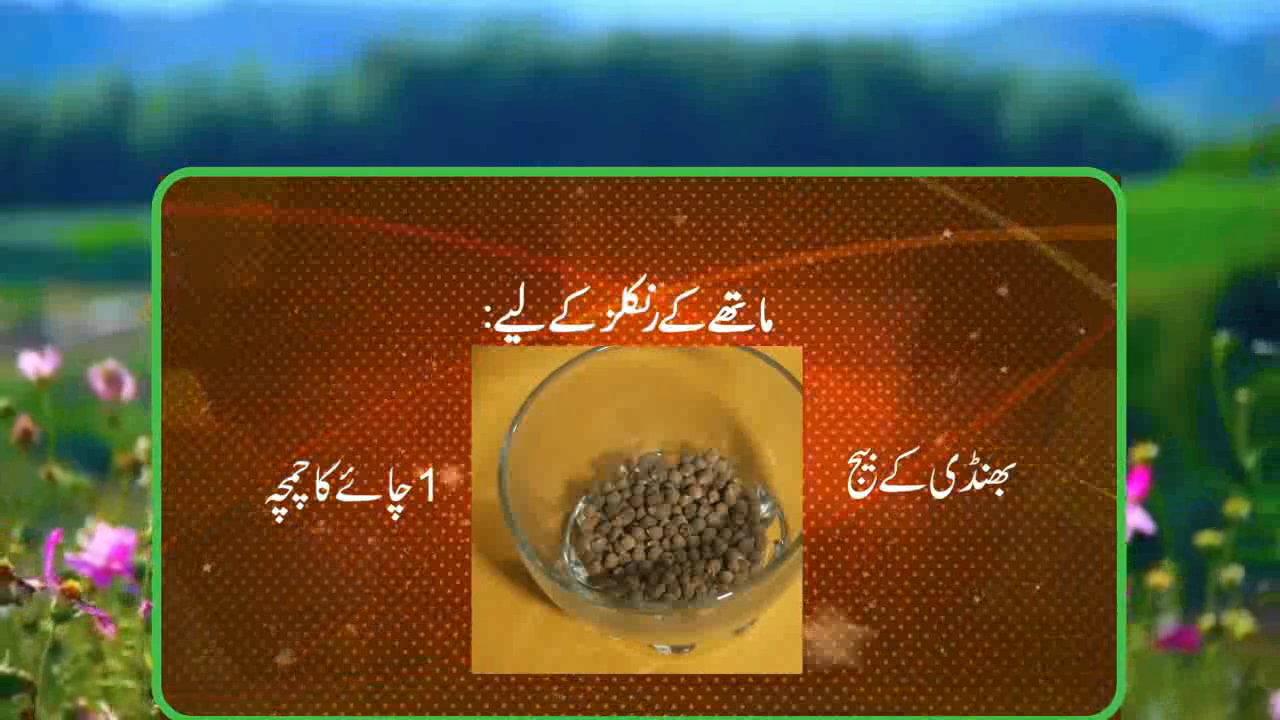 ماتھے کے رنکلز کے لیے:
بھنڈی کے بیج
1 چائے کا چمچہ